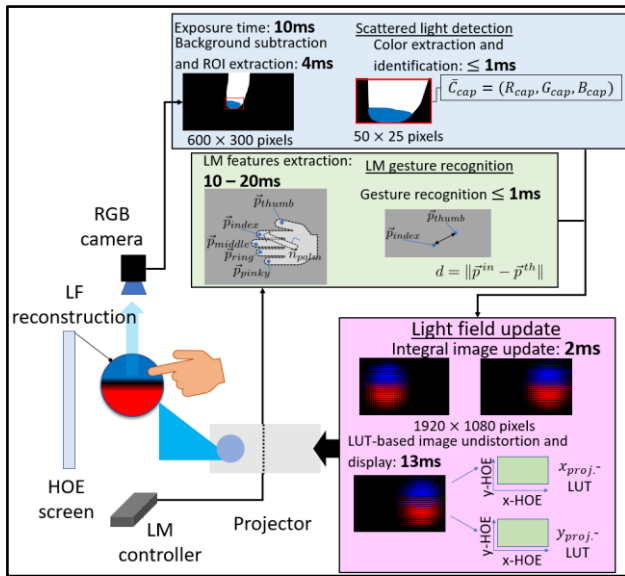 Exposure time: 10ms
Background subtraction
and ROI extraction: 4ms
600 × 300 pixels
Scattered light detection
Color extraction and
identification: ≤ 1ms
C̄cap = (Rcap, Gcap, Bcap)
50 × 25 pixels
LM features extraction:
10 – 20ms
p⃗thumb
p⃗index
p⃗middle
p⃗ring
p⃗pinky
n⃗palm
LM gesture recognition
Gesture recognition ≤ 1ms
p⃗thumb
p⃗index
d = ‖p⃗ in − p⃗ th‖
RGB
camera
LF
reconstruction
HOE
screen
LM
controller
Projector
Light field update
Integral image update: 2ms
1920 × 1080 pixels
LUT-based image undistortion and
display: 13ms
y-HOE
x-HOE
xproj.-
LUT
y-HOE
x-HOE
yproj.-
LUT